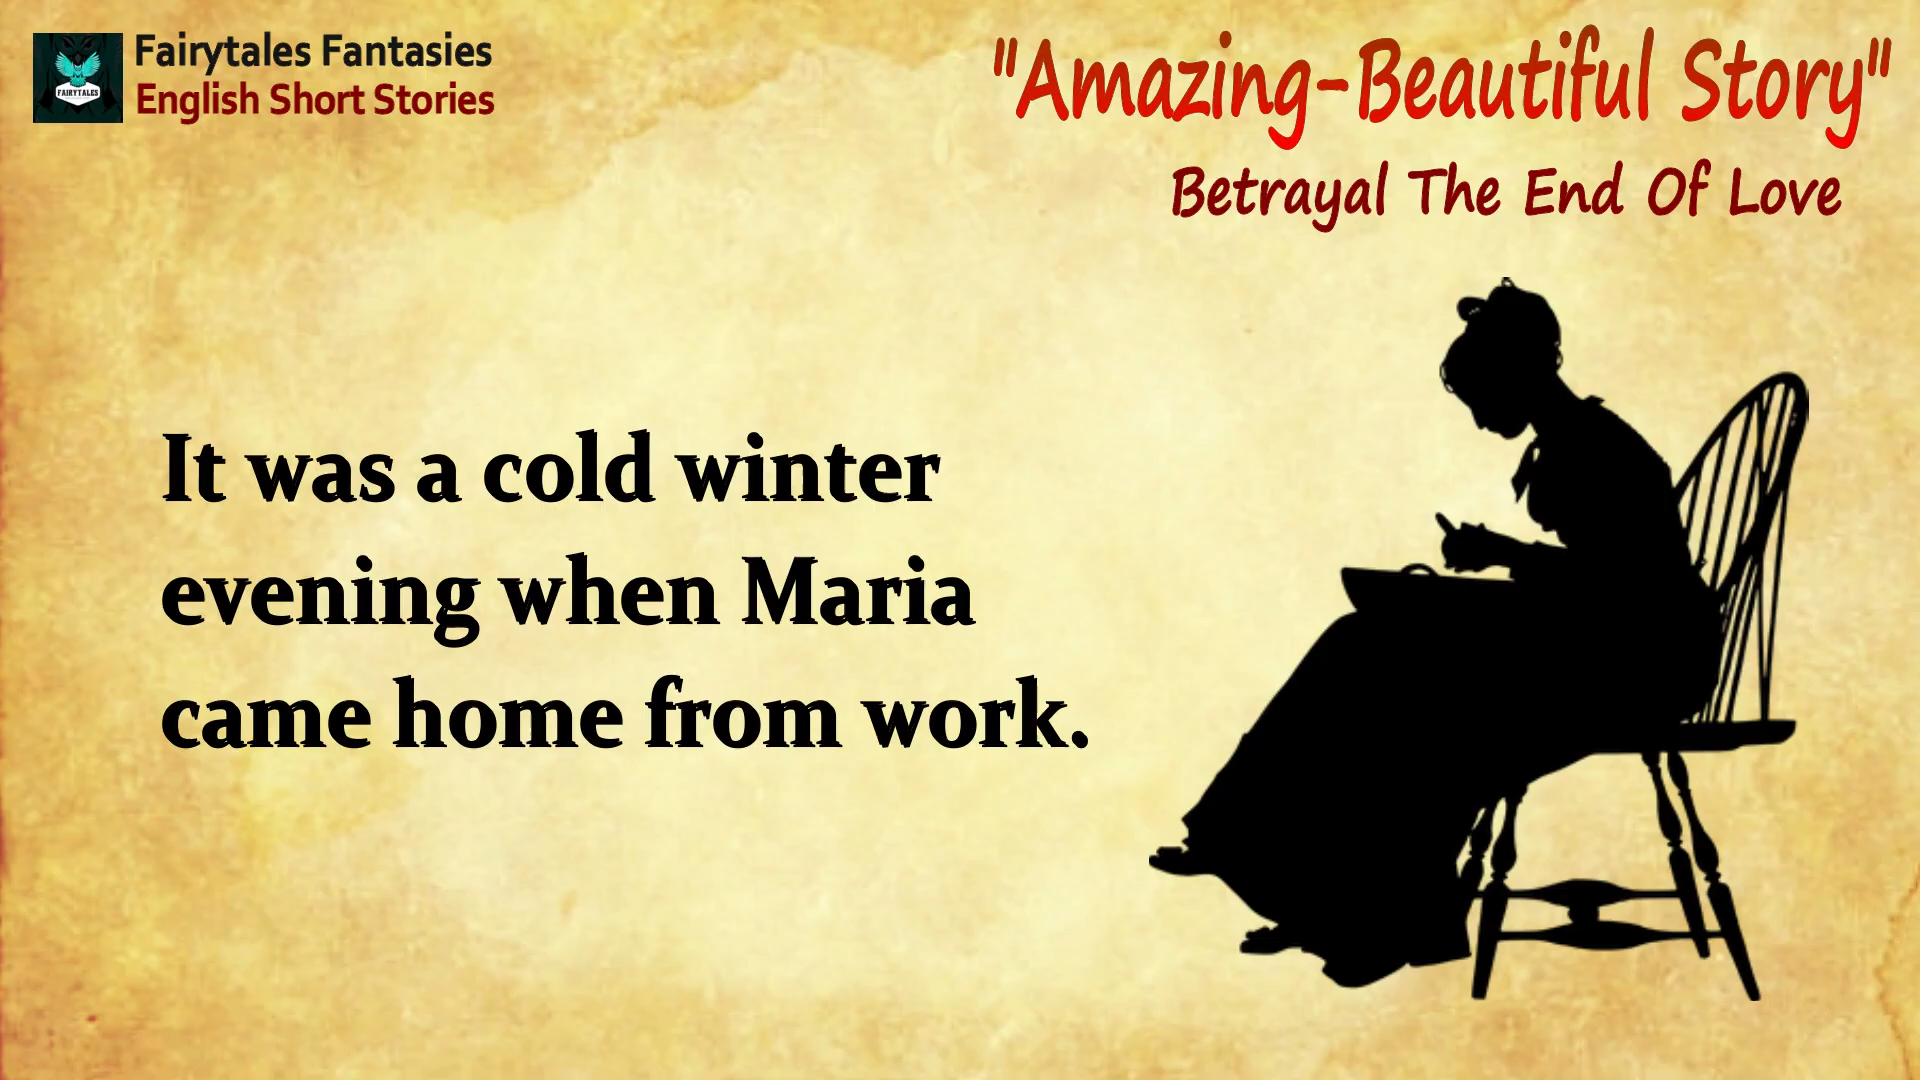 Fairytales Fantasies
English Short Stories
FAIRYTALES
"Amazing-Beautiful Story"
Betrayal The End Of Love
It was a cold winter
evening when Maria
came home from work.